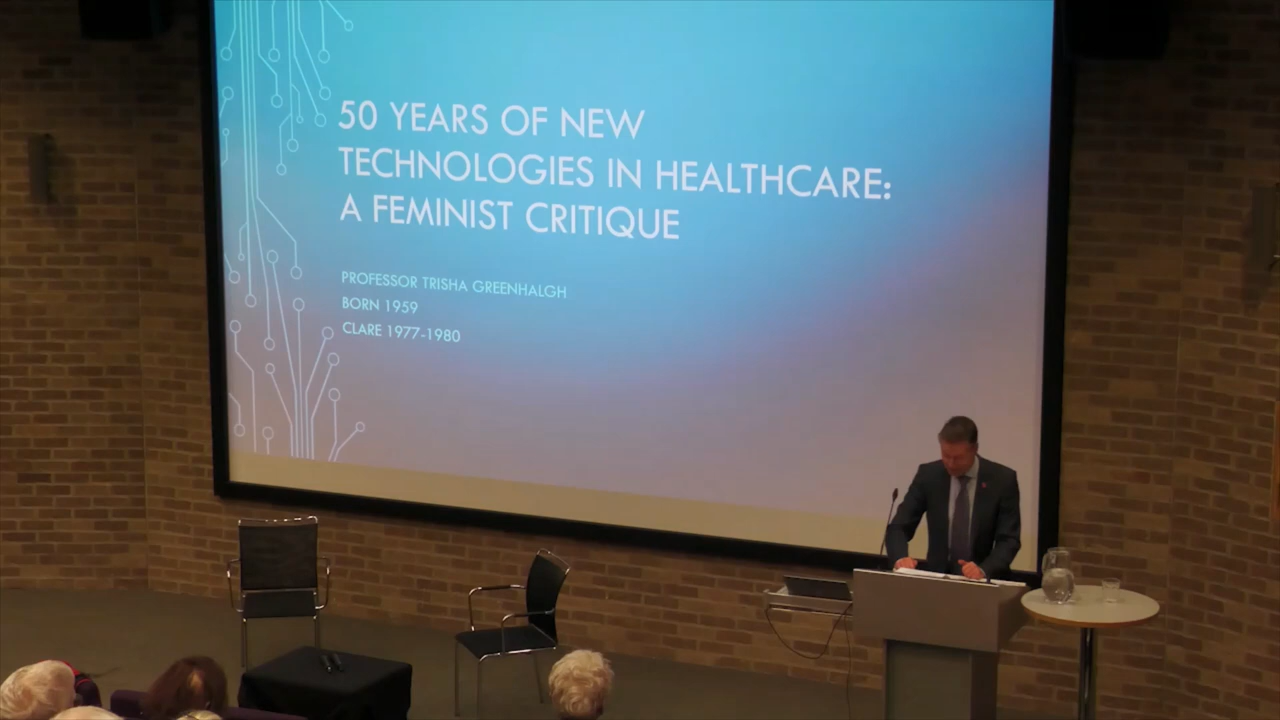 50 YEARS OF NEW
TECHNOLOGIES IN HEALTHCARE:
A FEMINIST CRITIQUE
PROFESSOR TRISHA GREENHALGH
BORN 1959
CLARE 1977-1980